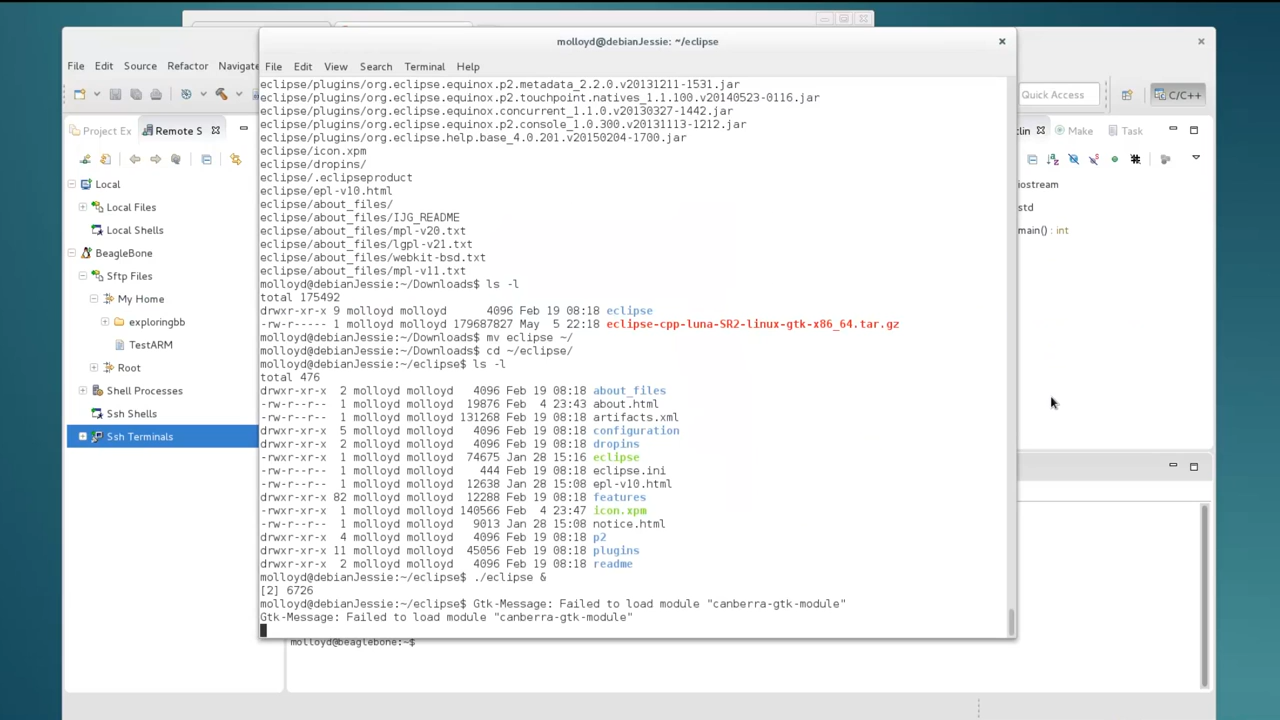 molloyd@debianJessie: ~/eclipse
File Edit View Search Terminal Help
eclipse/plugins/org.eclipse.equinox.p2.metadata_2.2.0.v20131211-1531.jar
eclipse/plugins/org.eclipse.equinox.p2.touchpoint.natives_1.1.100.v20140523-0116.jar
eclipse/plugins/org.eclipse.equinox.concurrent_1.1.0.v20130327-1442.jar
eclipse/plugins/org.eclipse.equinox.p2.console_1.0.300.v20131113-1212.jar
eclipse/plugins/org.eclipse.help.base_4.0.201.v20150204-1700.jar
eclipse/icon.xpm
eclipse/dropins/
eclipse/.eclipseproduct
eclipse/epl-v10.html
eclipse/about_files/
eclipse/about_files/IJG_README
eclipse/about_files/mpl-v20.txt
eclipse/about_files/lgpl-v21.txt
eclipse/about_files/webkit-bsd.txt
eclipse/about_files/mpl-v11.txt
molloyd@debianJessie:~/Downloads$ ls -l
total 175492
drwxr-xr-x 9 molloyd molloyd 4096 Feb 19 08:18 eclipse
-rw-r----- 1 molloyd molloyd 179687827 May 5 22:18 eclipse-cpp-luna-SR2-linux-gtk-x86_64.tar.gz
molloyd@debianJessie:~/Downloads$ mv eclipse ~/
molloyd@debianJessie:~/Downloads$ cd ~/eclipse/
molloyd@debianJessie:~/eclipse$ ls -l
total 476
drwxr-xr-x 2 molloyd molloyd 4096 Feb 19 08:18 about_files
-rw-r--r-- 1 molloyd molloyd 19876 Feb 4 23:43 about.html
-rw-r--r-- 1 molloyd molloyd 131268 Feb 19 08:18 artifacts.xml
drwxr-xr-x 5 molloyd molloyd 4096 Feb 19 08:18 configuration
drwxr-xr-x 2 molloyd molloyd 4096 Feb 19 08:18 dropins
-rwxr-xr-x 1 molloyd molloyd 74675 Jan 28 15:16 eclipse
-rw-r--r-- 1 molloyd molloyd 444 Feb 19 08:18 eclipse.ini
-rw-r--r-- 1 molloyd molloyd 12638 Jan 28 15:08 epl-v10.html
drwxr-xr-x 82 molloyd molloyd 12288 Feb 19 08:18 features
-rwxr-xr-x 1 molloyd molloyd 140566 Feb 4 23:47 icon.xpm
-rw-r--r-- 1 molloyd molloyd 9013 Jan 28 15:08 notice.html
drwxr-xr-x 4 molloyd molloyd 4096 Feb 19 08:18 p2
drwxr-xr-x 11 molloyd molloyd 45056 Feb 19 08:18 plugins
drwxr-xr-x 2 molloyd molloyd 4096 Feb 19 08:18 readme
molloyd@debianJessie:~/eclipse$ ./eclipse &
[2] 6726
molloyd@debianJessie:~/eclipse$ Gtk-Message: Failed to load module "canberra-gtk-module"
Gtk-Message: Failed to load module "canberra-gtk-module"
File Edit Source Refactor Navigate
Quick Access
C/C++
Project Ex Remote S
Local
Local Files
Local Shells
BeagleBone
Sftp Files
My Home
exploringbb
TestARM
Root
Shell Processes
Ssh Shells
Ssh Terminals
Make Task
iostream
std
main() : int
molloyd@beaglebone:~$